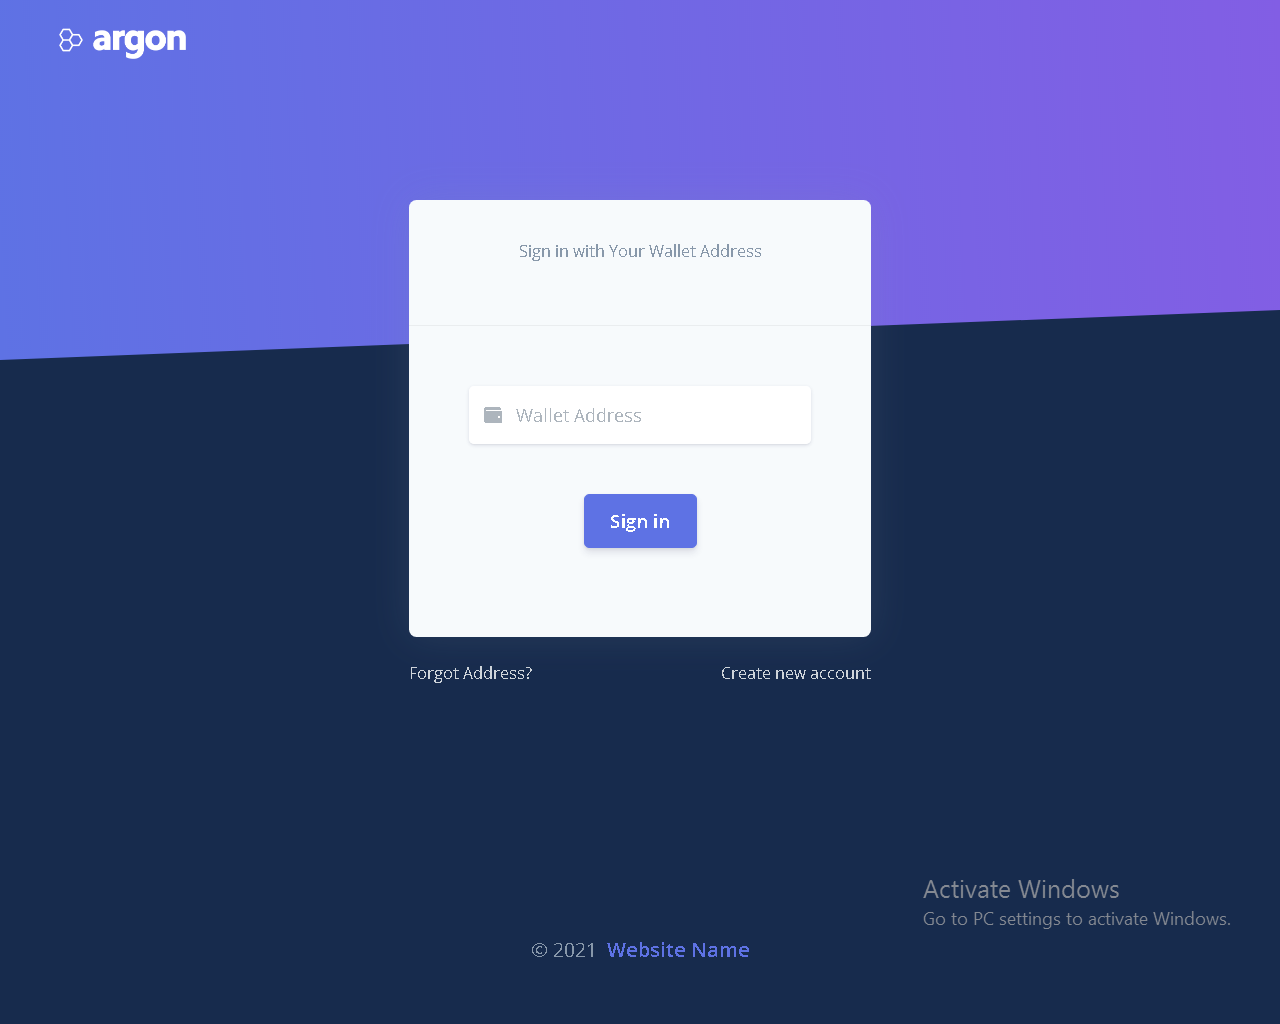 argon
Sign in with Your Wallet Address
Wallet Address
Sign in
Forgot Address?
Create new account
Activate Windows
Go to PC settings to activate Windows.
© 2021 Website Name